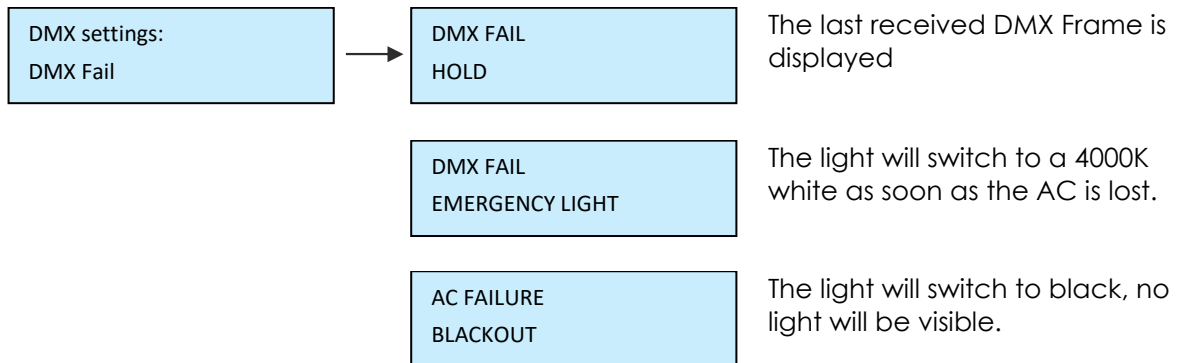 DMX settings:
DMX Fail
DMX FAIL
HOLD
The last received DMX Frame is
displayed
DMX FAIL
EMERGENCY LIGHT
The light will switch to a 4000K
white as soon as the AC is lost.
AC FAILURE
BLACKOUT
The light will switch to black, no
light will be visible.